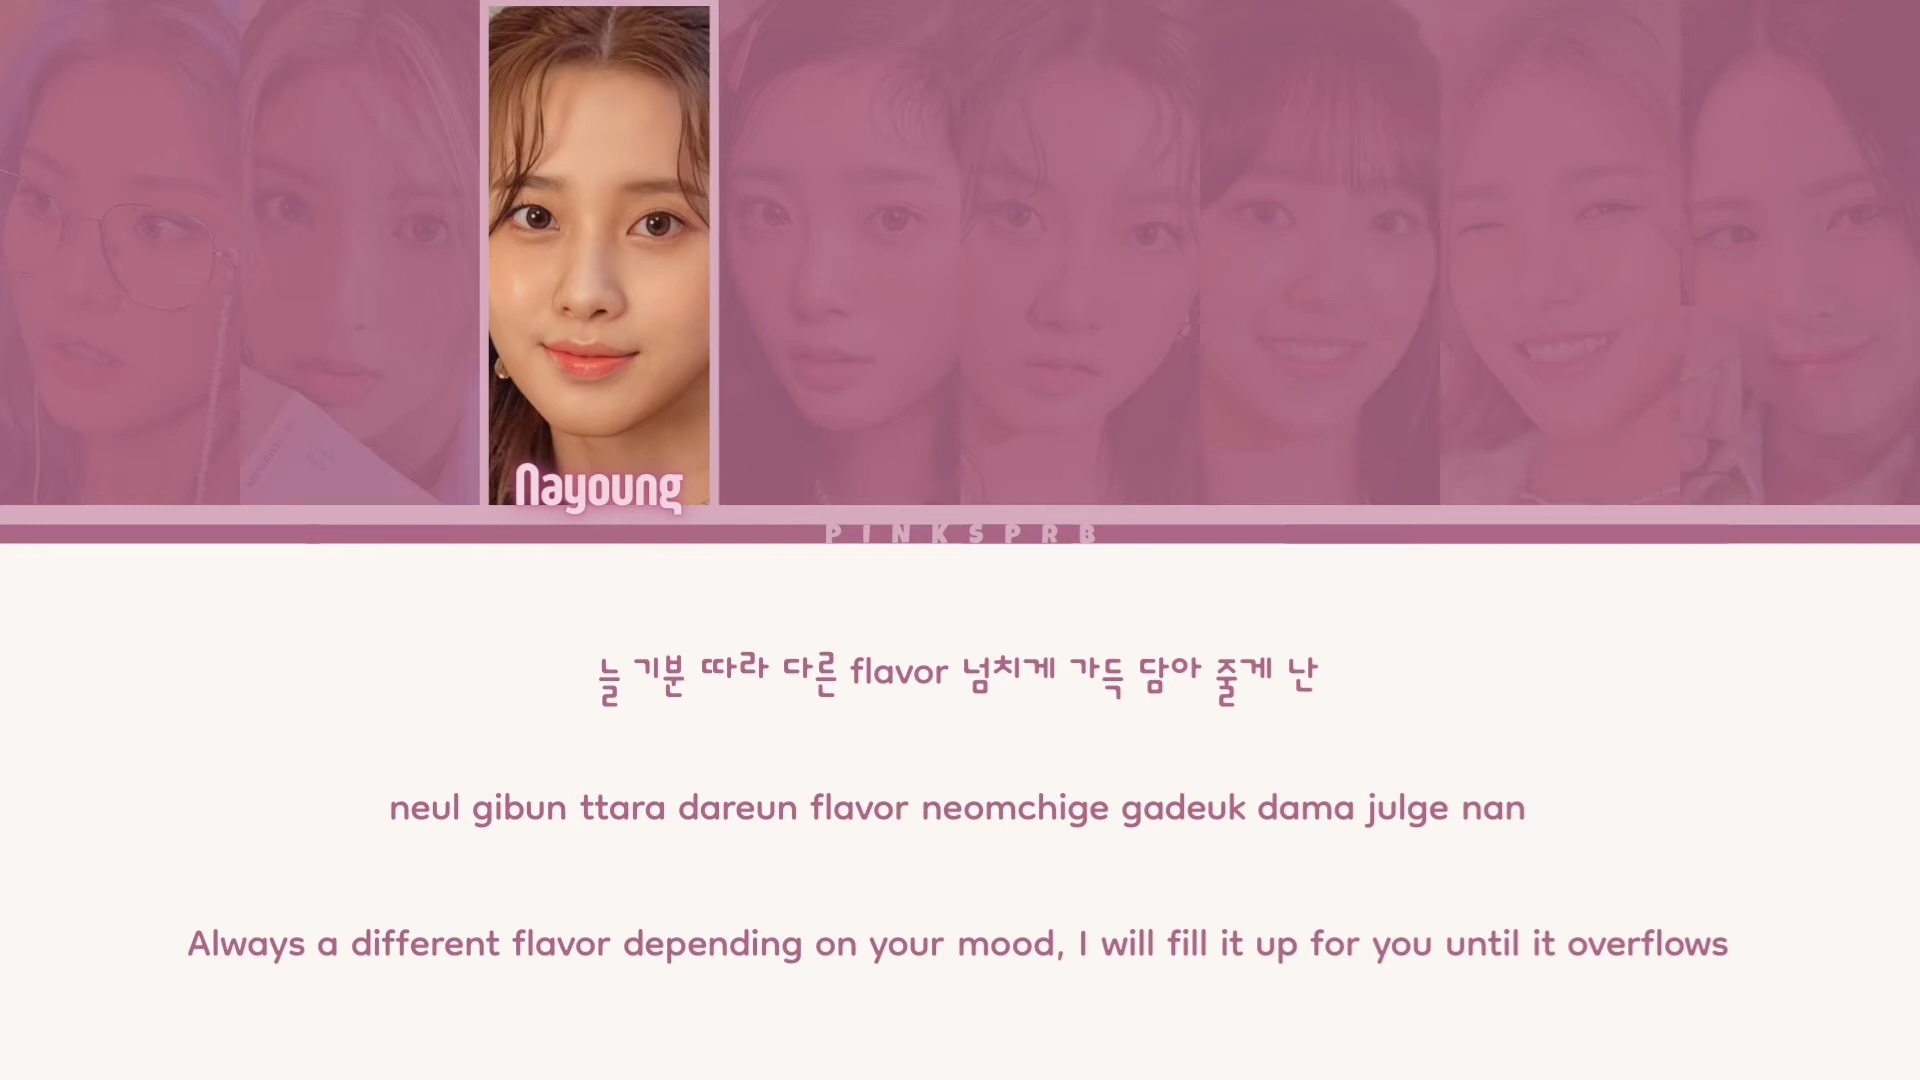 Nayoung
PINKSPRB
늘 기분 따라 다른 flavor 넘치게 가득 담아 줄게 난
neul gibun ttara dareun flavor neomchige gadeuk dama julge nan
Always a different flavor depending on your mood, I will fill it up for you until it overflows